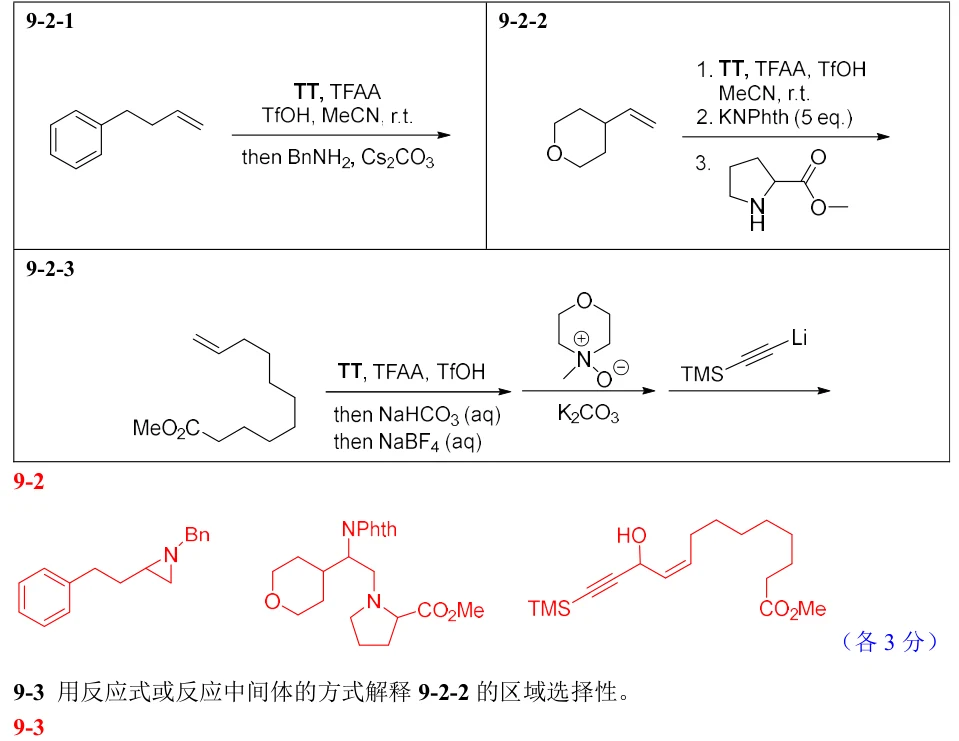 9-2-1
9-2-2
TT, TFAA
TfOH, MeCN, r.t.
then BnNH2, Cs2CO3
O
1. TT, TFAA, TfOH
MeCN, r.t.
2. KNPhth (5 eq.)
3.
N
H
O
O
9-2-3
MeO2C
TT, TFAA, TfOH
then NaHCO3 (aq)
then NaBF4 (aq)
O
N
O
K2CO3
Li
TMS
9-2
N
Bn
NPhth
O
N
CO2Me
HO
TMS
CO2Me
(各 3 分)
9-3 用反应式或反应中间体的方式解释 9-2-2 的区域选择性。
9-3